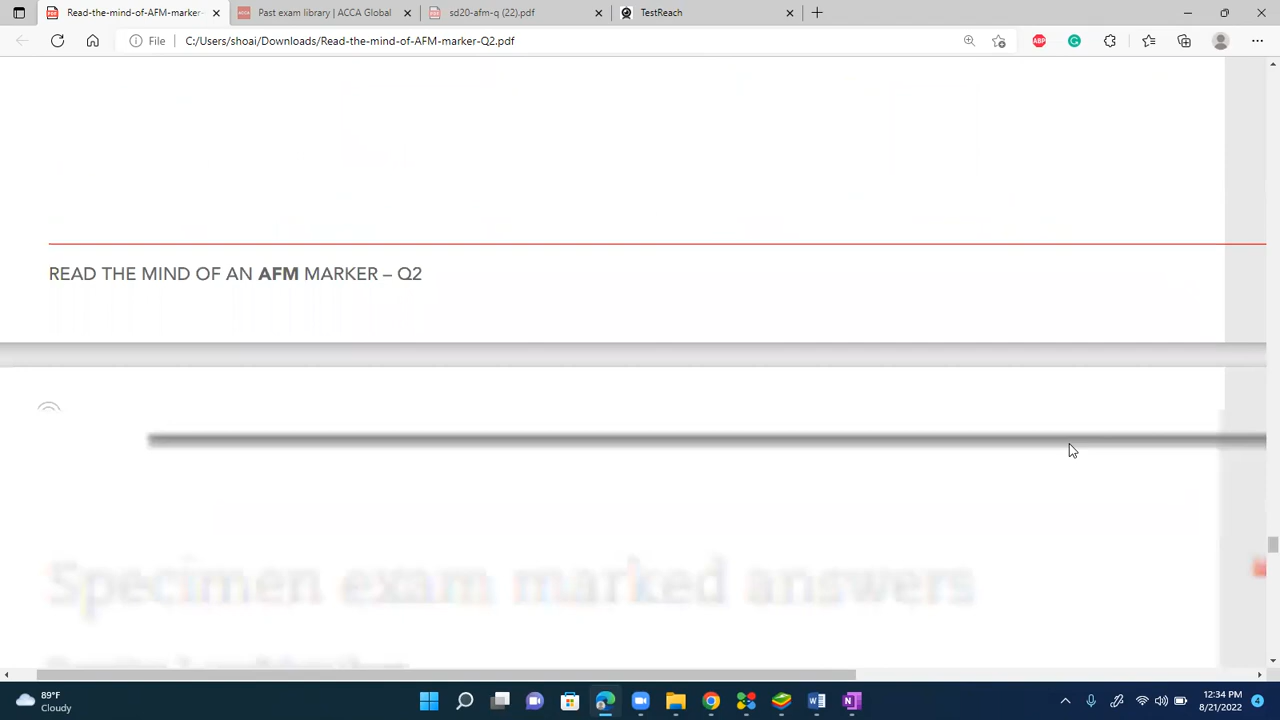 Read-the-mind-of-AFM-marker-
Past exam library | ACCA Global
sd20-afm-q (22).pdf
TestReach
File
C:/Users/shoai/Downloads/Read-the-mind-of-AFM-marker-Q2.pdf
ABP
READ THE MIND OF AN AFM MARKER – Q2
Specimen exam marked answers
89°F
Cloudy
12:34 PM
8/21/2022
4